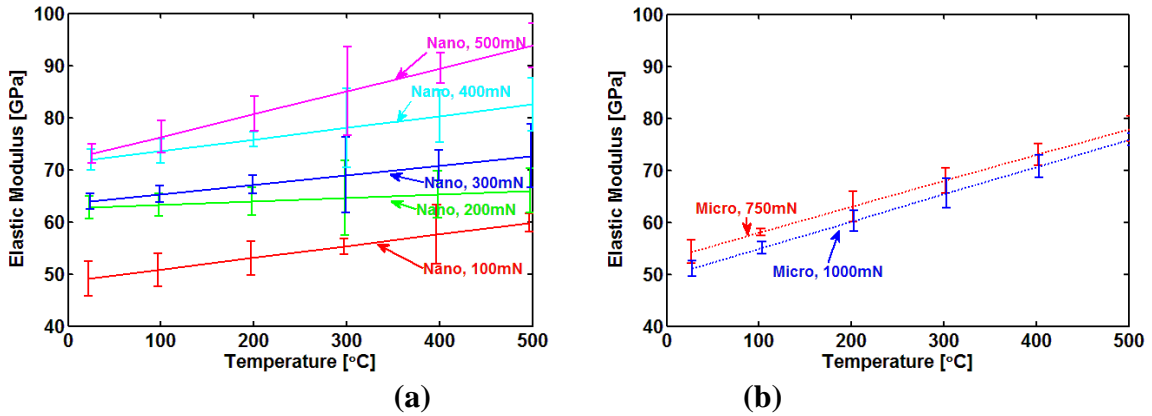 100
90
80
70
60
50
40
0
100
200
300
400
500
Elastic Modulus [GPa]
Temperature [°C]
Nano, 500mN
Nano, 400mN
Nano, 300mN
Nano, 200mN
Nano, 100mN
(a)
100
90
80
70
60
50
40
0
100
200
300
400
500
Elastic Modulus [GPa]
Temperature [°C]
Micro, 750mN
Micro, 1000mN
(b)